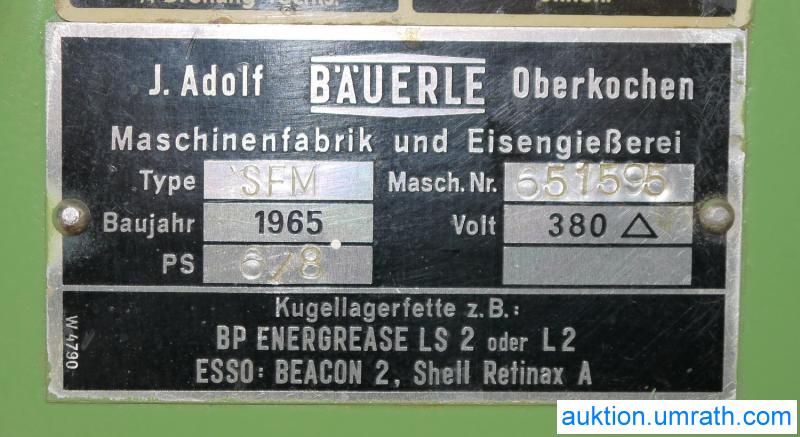 J. Adolf BÄUERLE Oberkochen
Maschinenfabrik und Eisengießerei
Type SFM Masch. Nr. 651595
Baujahr 1965 Volt 380 △
PS 6/8
Kugellagerfette z.B.:
BP ENERGREASE LS 2 oder L 2
ESSO: BEACON 2, Shell Retinax A
W 4790
auktion.umrath.com